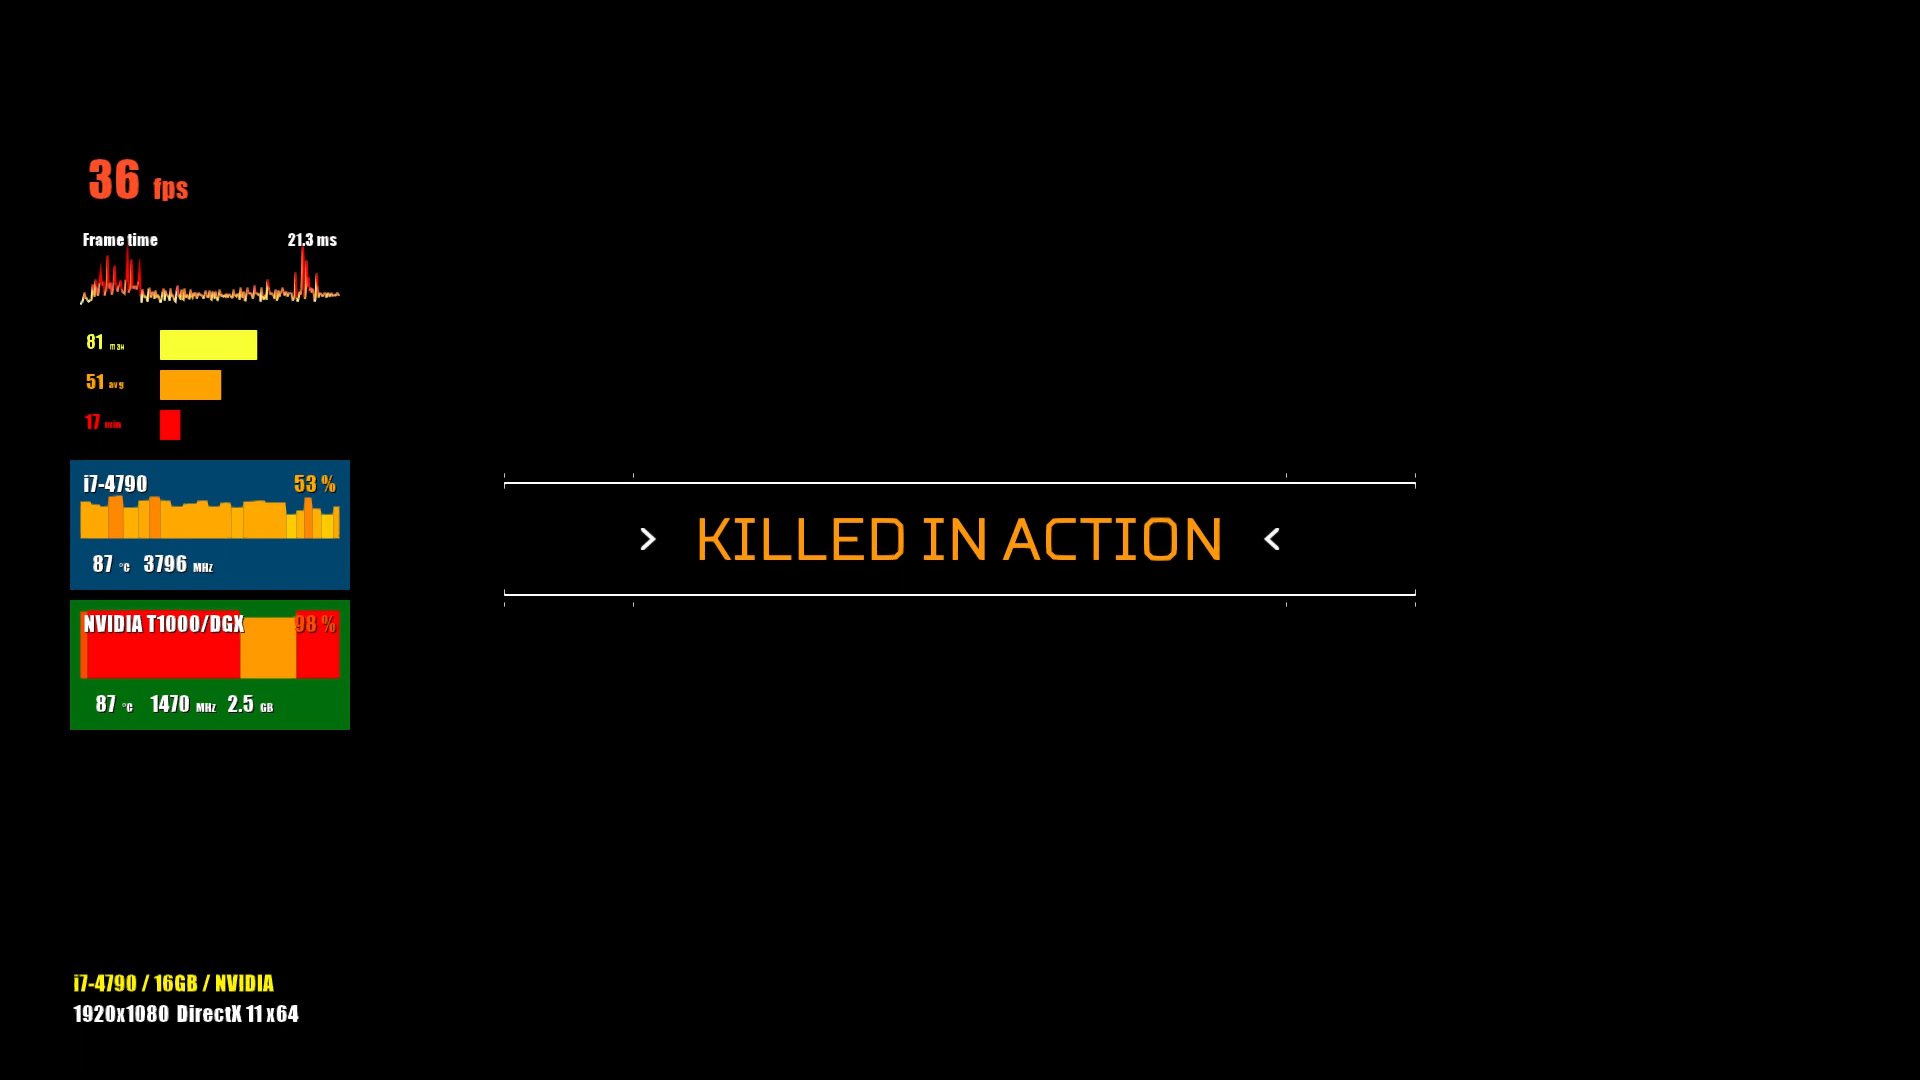 36 fps
Frame time 21.3 ms
81 max
51 avg
17 min
i7-4790 53 %
87 °C 3796 MHz
NVIDIA T1000/DGX 98 %
87 °C 1470 MHz 2.5 GB
> KILLED IN ACTION <
i7-4790 / 16GB / NVIDIA
1920x1080 DirectX 11 x64